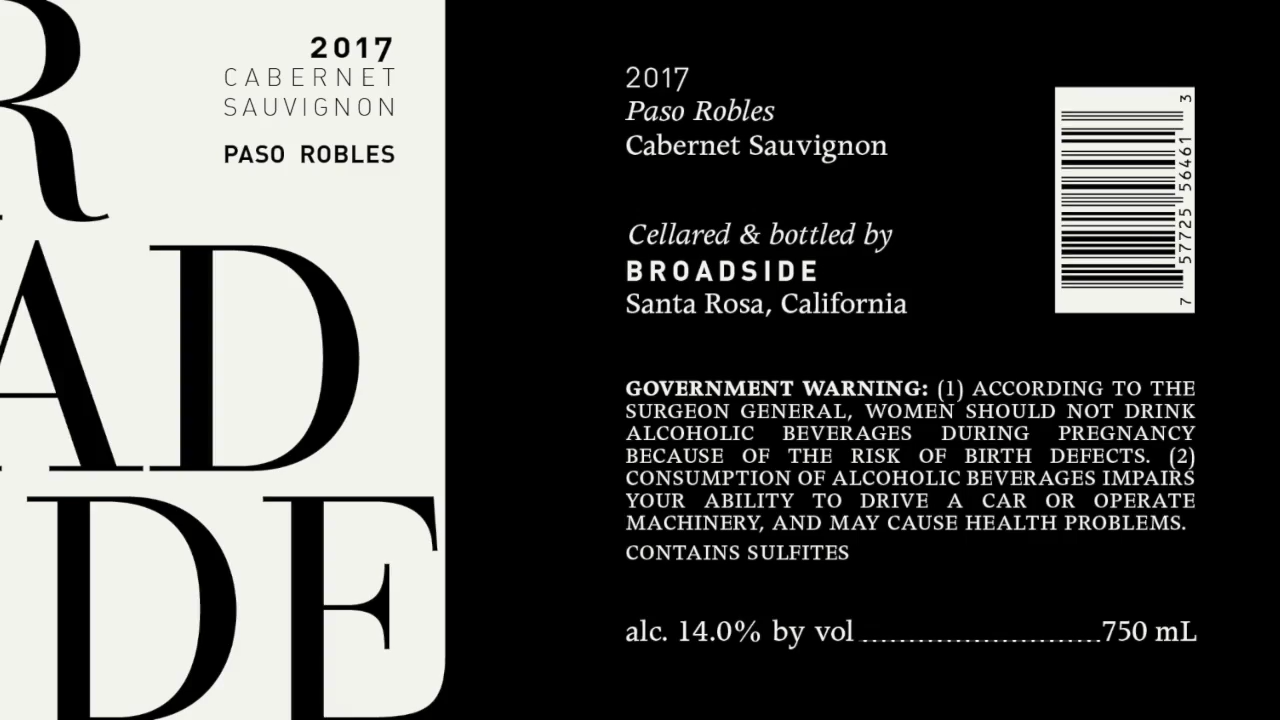 R
2017
CABERNET
SAUVIGNON
PASO ROBLES
AD
DE
2017
Paso Robles
Cabernet Sauvignon
Cellared & bottled by
BROADSIDE
Santa Rosa, California
7 57725 56461 3
GOVERNMENT WARNING: (1) ACCORDING TO THE
SURGEON GENERAL, WOMEN SHOULD NOT DRINK
ALCOHOLIC BEVERAGES DURING PREGNANCY
BECAUSE OF THE RISK OF BIRTH DEFECTS. (2)
CONSUMPTION OF ALCOHOLIC BEVERAGES IMPAIRS
YOUR ABILITY TO DRIVE A CAR OR OPERATE
MACHINERY, AND MAY CAUSE HEALTH PROBLEMS.
CONTAINS SULFITES
alc. 14.0% by vol ........................... 750 mL